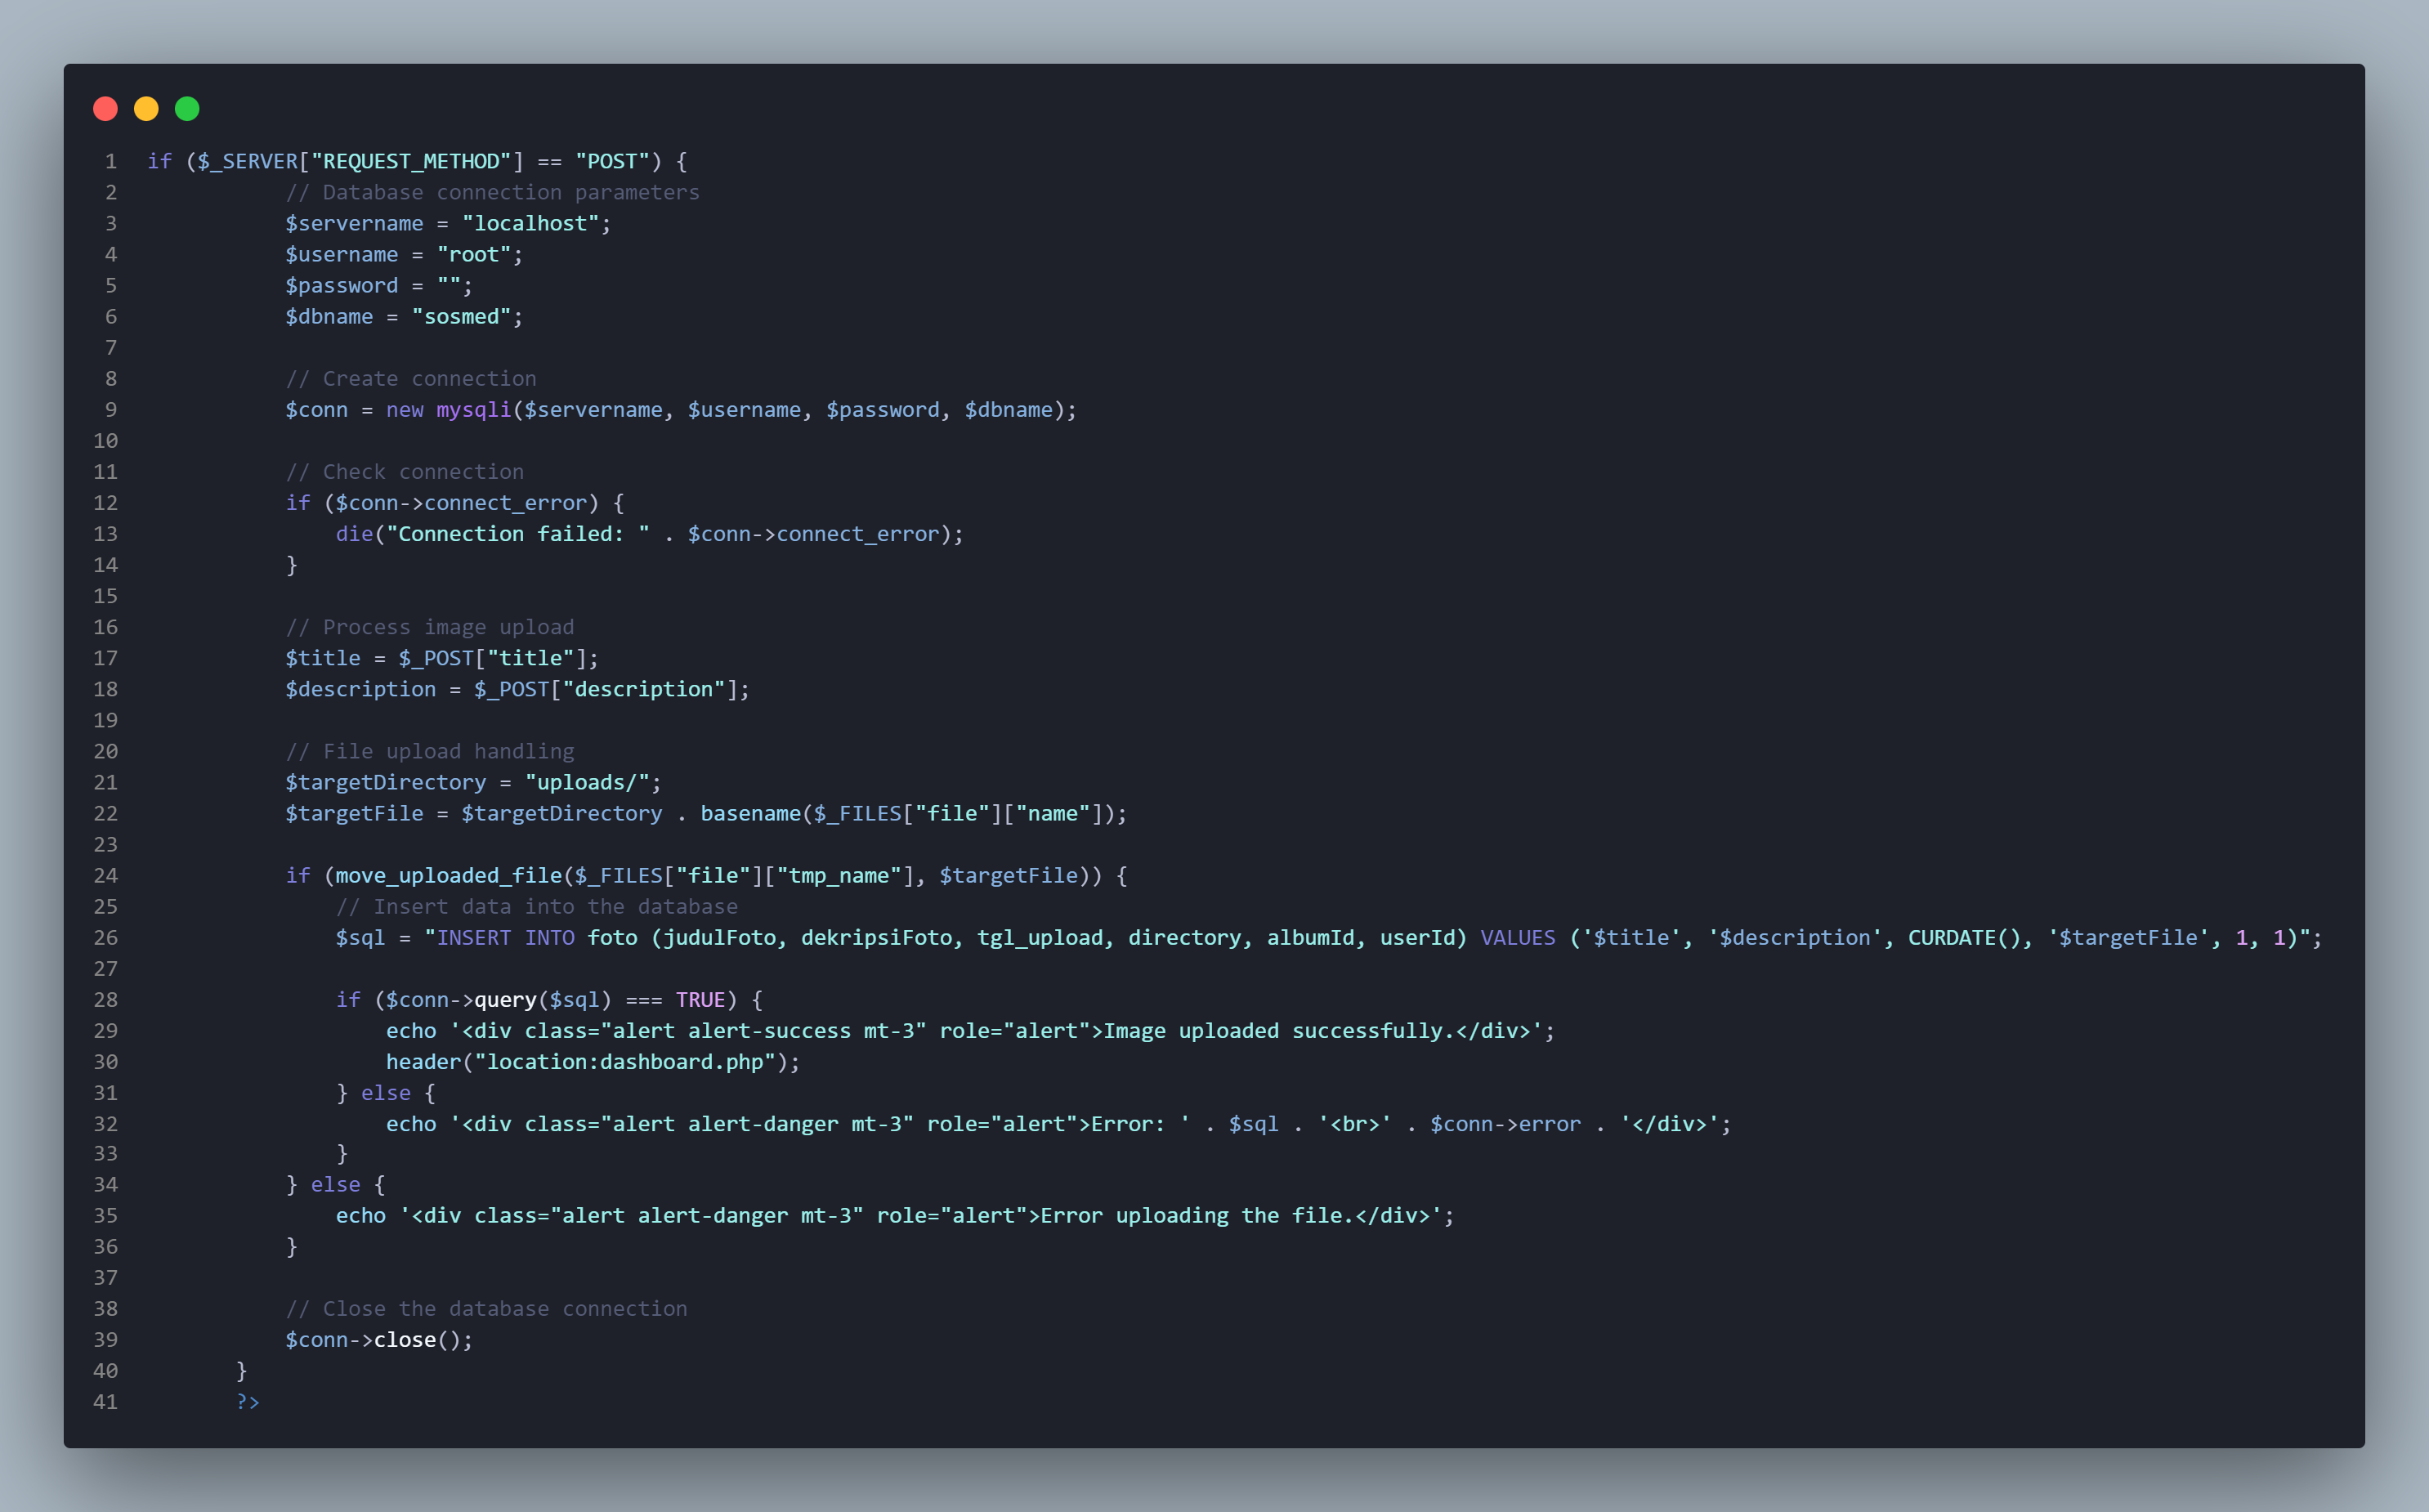 1 if ($_SERVER["REQUEST_METHOD"] == "POST") {
2 // Database connection parameters
3 $servername = "localhost";
4 $username = "root";
5 $password = "";
6 $dbname = "sosmed";
7
8 // Create connection
9 $conn = new mysqli($servername, $username, $password, $dbname);
10
11 // Check connection
12 if ($conn->connect_error) {
13 die("Connection failed: " . $conn->connect_error);
14 }
15
16 // Process image upload
17 $title = $_POST["title"];
18 $description = $_POST["description"];
19
20 // File upload handling
21 $targetDirectory = "uploads/";
22 $targetFile = $targetDirectory . basename($_FILES["file"]["name"]);
23
24 if (move_uploaded_file($_FILES["file"]["tmp_name"], $targetFile)) {
25 // Insert data into the database
26 $sql = "INSERT INTO foto (judulFoto, dekripsiFoto, tgl_upload, directory, albumId, userId) VALUES ('$title', '$description', CURDATE(), '$targetFile', 1, 1)";
27
28 if ($conn->query($sql) === TRUE) {
29 echo '<div class="alert alert-success mt-3" role="alert">Image uploaded successfully.</div>';
30 header("location:dashboard.php");
31 } else {
32 echo '<div class="alert alert-danger mt-3" role="alert">Error: ' . $sql . '<br>' . $conn->error . '</div>';
33 }
34 } else {
35 echo '<div class="alert alert-danger mt-3" role="alert">Error uploading the file.</div>';
36 }
37
38 // Close the database connection
39 $conn->close();
40 }
41 ?>